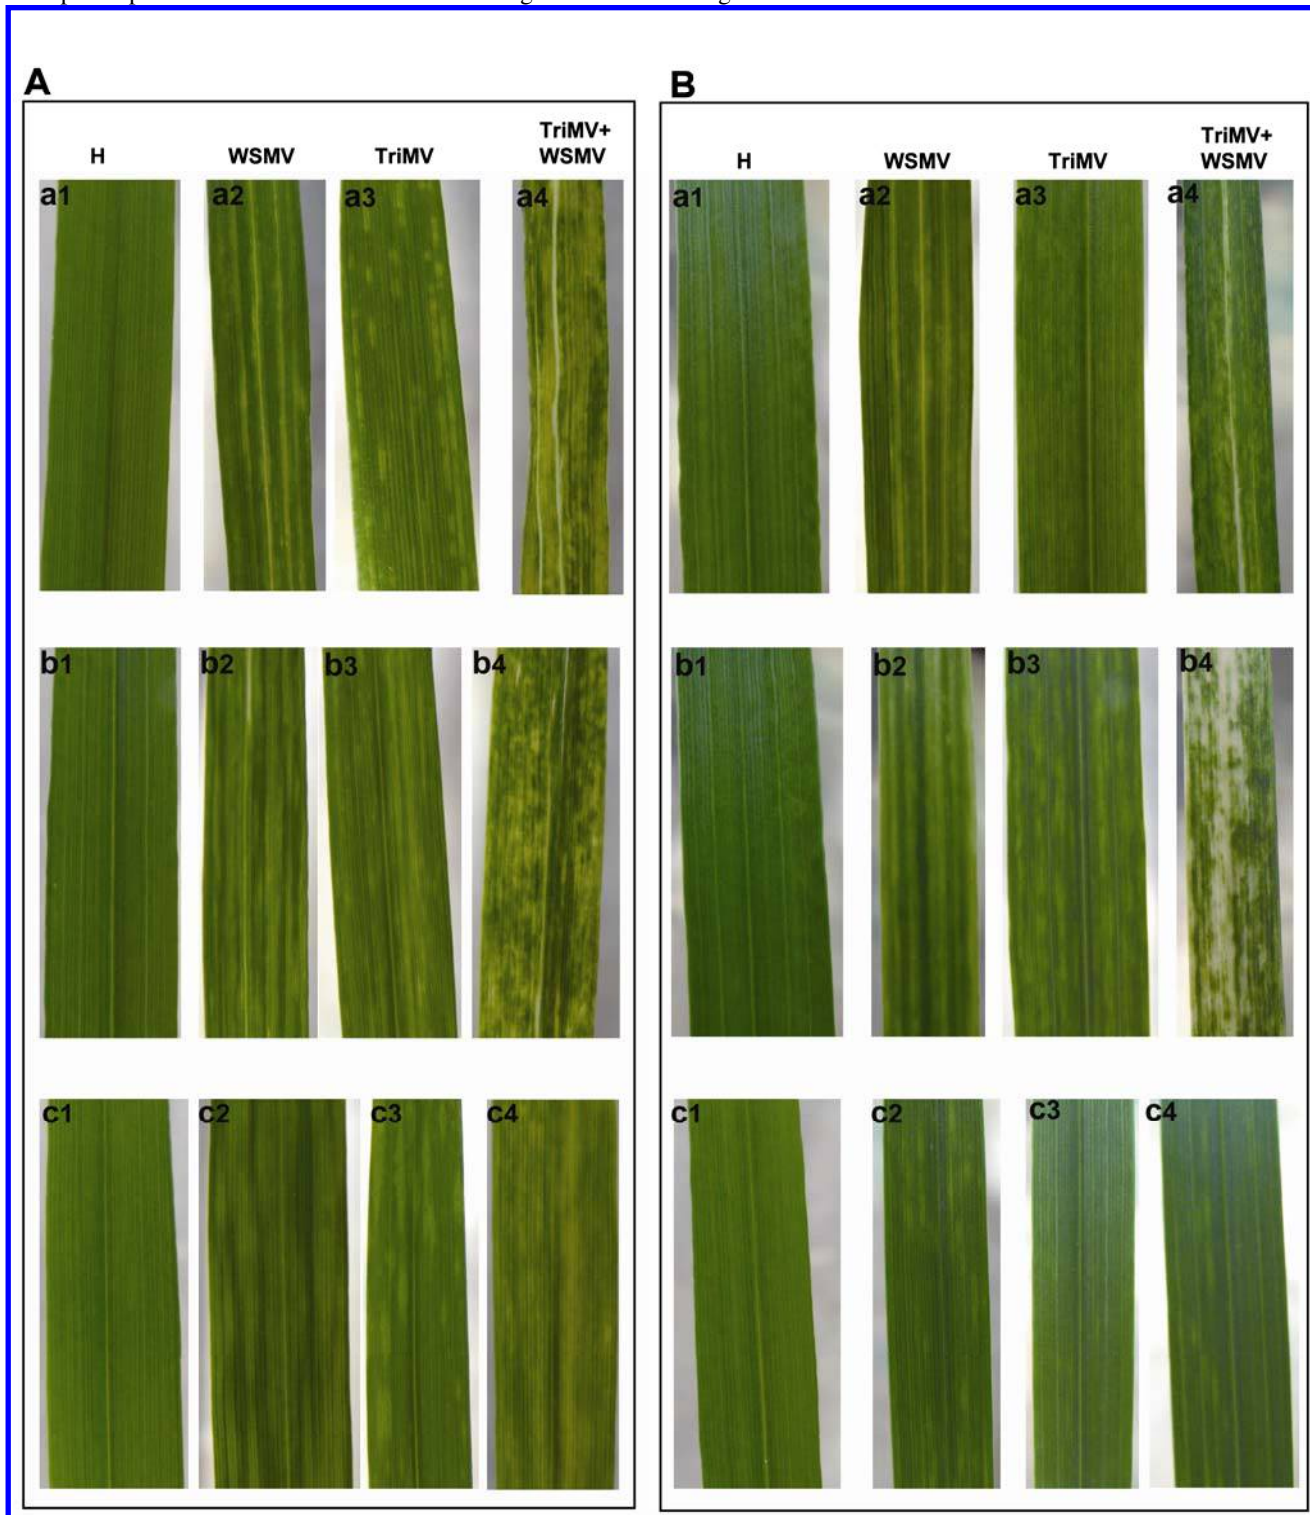 A
H WSMV TriMV TriMV+
WSMV
a1 a2 a3 a4
b1 b2 b3 b4
c1 c2 c3 c4
B
H WSMV TriMV TriMV+
WSMV
a1 a2 a3 a4
b1 b2 b3 b4
c1 c2 c3 c4